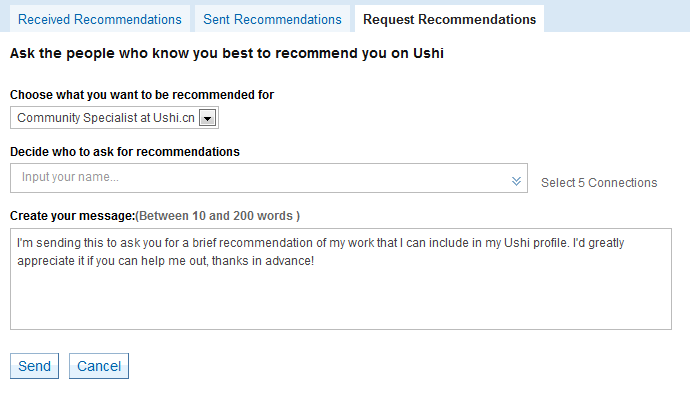 Received Recommendations
Sent Recommendations
Request Recommendations
Ask the people who know you best to recommend you on Ushi
Choose what you want to be recommended for
Community Specialist at Ushi.cn
Decide who to ask for recommendations
Input your name...
Select 5 Connections
Create your message:(Between 10 and 200 words )
I'm sending this to ask you for a brief recommendation of my work that I can include in my Ushi profile. I'd greatly
appreciate it if you can help me out, thanks in advance!
Send
Cancel